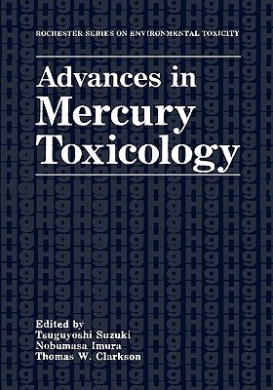 ROCHESTER SERIES ON ENVIRONMENTAL TOXICITY
Advances in
Mercury
Toxicology
Edited by
Tsuguyoshi Suzuki
Nobumasa Imura
Thomas W. Clarkson